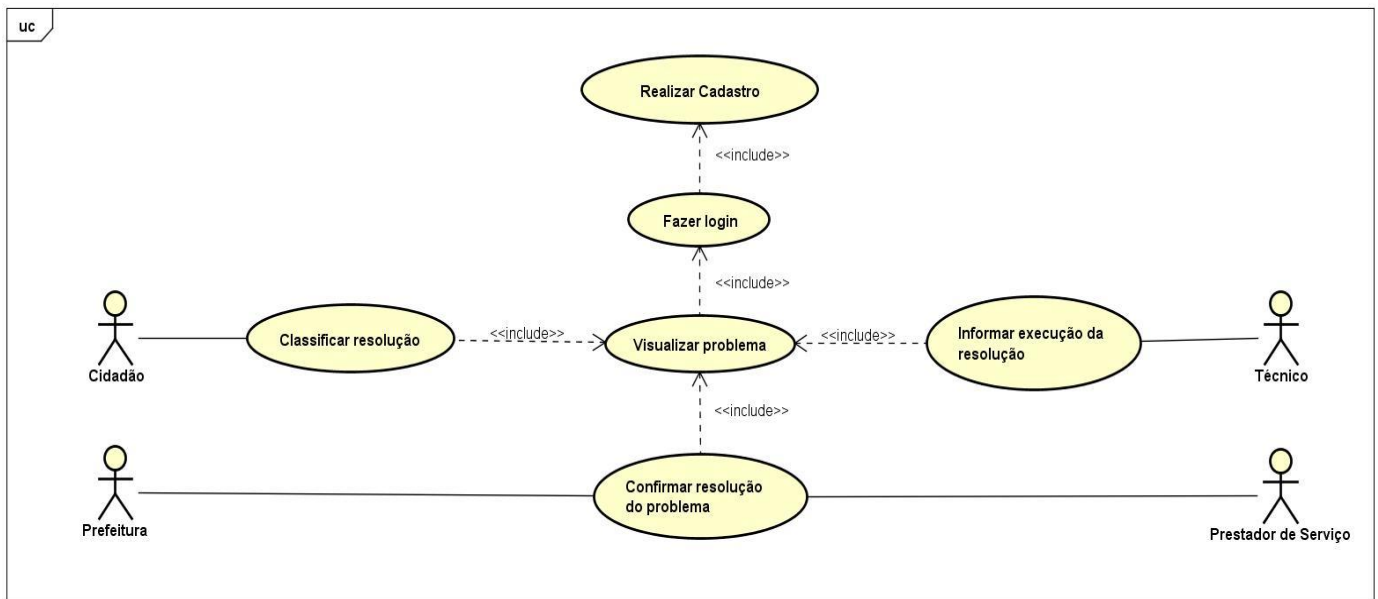 uc
Realizar Cadastro
<<include>>
Fazer login
<<include>>
Cidadão
Classificar resolução
<<include>>
Visualizar problema
<<include>>
Informar execução da
resolução
Técnico
<<include>>
Prefeitura
Confirmar resolução
do problema
Prestador de Serviço